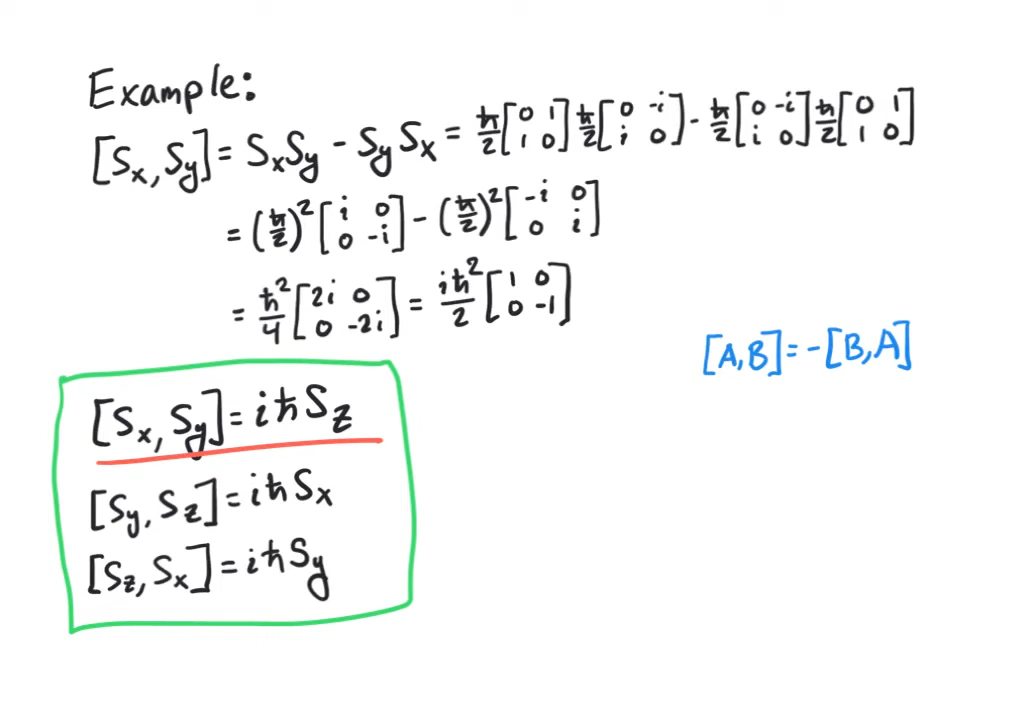 Example:
[Sx, Sy] = SxSy - SySx = ħ/2 [0 1; 1 0] ħ/2 [0 -i; i 0] - ħ/2 [0 -i; i 0] ħ/2 [0 1; 1 0]
= (ħ/2)² [i 0; 0 -i] - (ħ/2)² [-i 0; 0 i]
= ħ²/4 [2i 0; 0 -2i] = iħ²/2 [1 0; 0 -1]
[A,B] = -[B,A]
[Sx, Sy] = iħSz
[Sy, Sz] = iħSx
[Sz, Sx] = iħSy